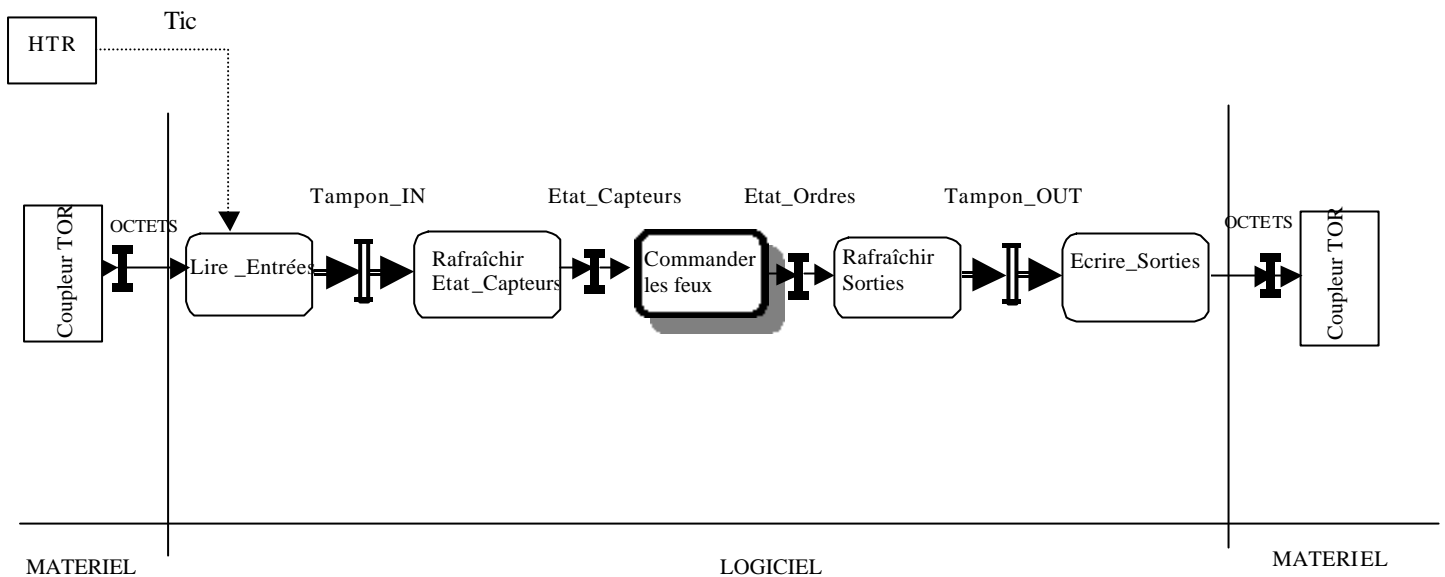 Tic
HTR
Tampon_IN
Etat_Capteurs
Etat_Ordres
Tampon_OUT
Coupleur TOR
OCTETS
Lire _Entrées
Rafraîchir
Etat_Capteurs
Commander
les feux
Rafraîchir
Sorties
Ecrire_Sorties
OCTETS
Coupleur TOR
MATERIEL
LOGICIEL
MATERIEL